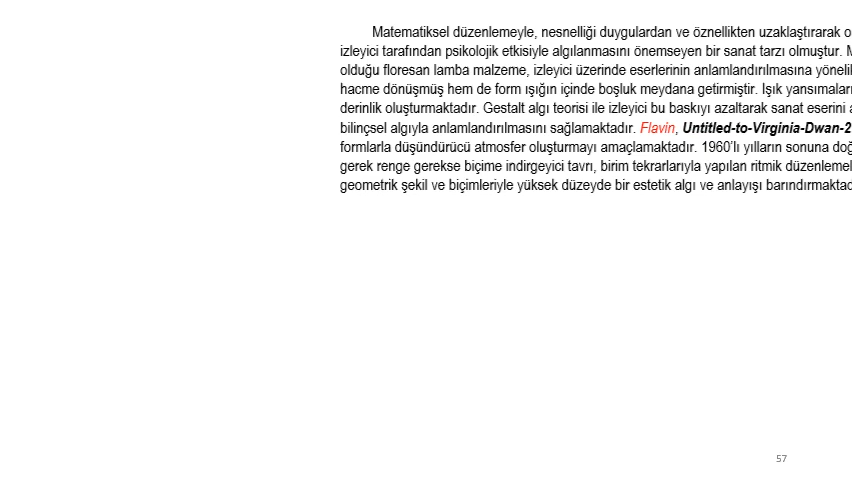 Matematiksel düzenlemeyle, nesnelliği duygulardan ve öznellikten uzaklaştırarak o
izleyici tarafından psikolojik etkisiyle algılanmasını önemseyen bir sanat tarzı olmuştur.
olduğu floresan lamba malzeme, izleyici üzerinde eserlerinin anlamlandırılmasına yönelik
hacme dönüşmüş hem de form ışığın içinde boşluk meydana getirmiştir. Işık yansımaları
derinlik oluşturmaktadır. Gestalt algı teorisi ile izleyici bu baskıyı azaltarak sanat eserini
bilinçsel algıyla anlamlandırılmasını sağlamaktadır. Flavin, Untitled-to-Virginia-Dwan-2
formlarla düşündürücü atmosfer oluşturmayı amaçlamaktadır. 1960'lı yılların sonuna doğ
gerek renge gerekse biçime indirgeyici tavrı, birim tekrarlarıyla yapılan ritmik düzenlemel
geometrik şekil ve biçimleriyle yüksek düzeyde bir estetik algı ve anlayışı barındırmaktad
57